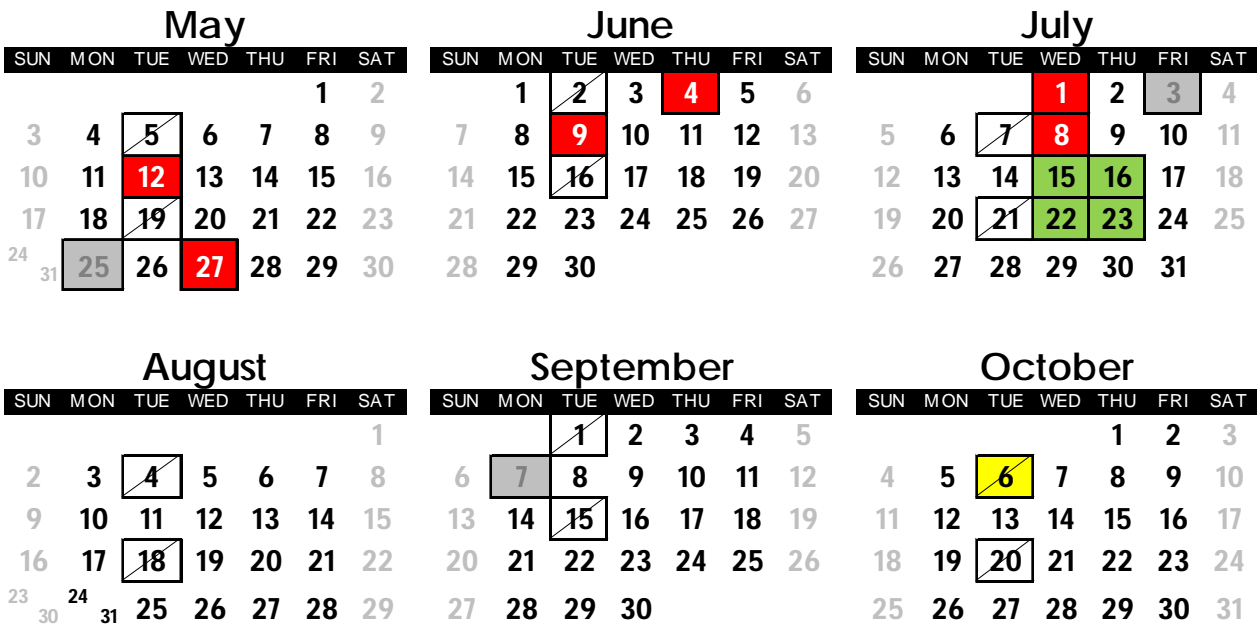 May June July
SUN MON TUE WED THU FRI SAT SUN MON TUE WED THU FRI SAT SUN MON TUE WED THU FRI SAT
1 2 1 2 3 4 5 6 1 2 3 4
3 4 5 6 7 8 9 7 8 9 10 11 12 13 5 6 7 8 9 10 11
10 11 12 13 14 15 16 14 15 16 17 18 19 20 12 13 14 15 16 17 18
17 18 19 20 21 22 23 21 22 23 24 25 26 27 19 20 21 22 23 24 25
24 31 25 26 27 28 29 30 28 29 30 26 27 28 29 30 31
August September October
SUN MON TUE WED THU FRI SAT SUN MON TUE WED THU FRI SAT SUN MON TUE WED THU FRI SAT
1 1 2 3 4 5 1 2 3
2 3 4 5 6 7 8 6 7 8 9 10 11 12 4 5 6 7 8 9 10
9 10 11 12 13 14 15 13 14 15 16 17 18 19 11 12 13 14 15 16 17
16 17 18 19 20 21 22 20 21 22 23 24 25 26 18 19 20 21 22 23 24
23 30 24 31 25 26 27 28 29 27 28 29 30 25 26 27 28 29 30 31